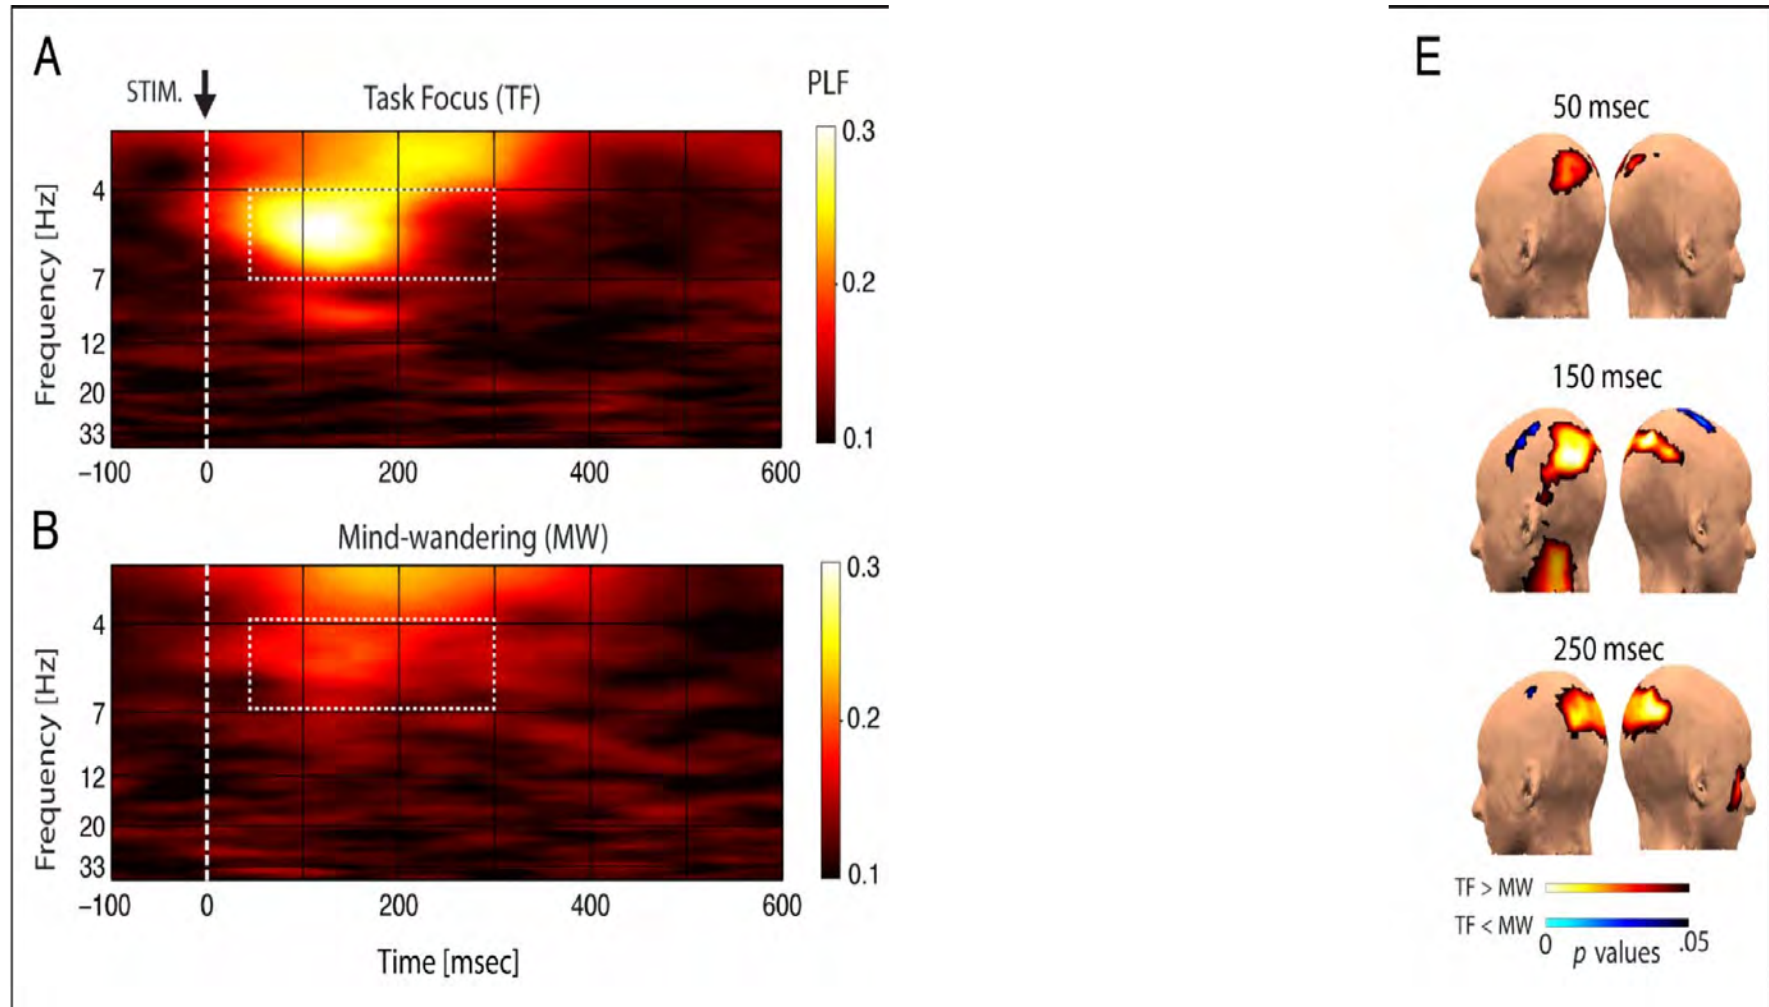 A
STIM.
Task Focus (TF)
PLF
0.3
0.2
0.1
Frequency [Hz]
4
7
12
20
33
−100 0 200 400 600
B
Mind-wandering (MW)
0.3
0.2
0.1
Frequency [Hz]
4
7
12
20
33
−100 0 200 400 600
Time [msec]
E
50 msec
150 msec
250 msec
TF > MW
TF < MW
0 .05
p values